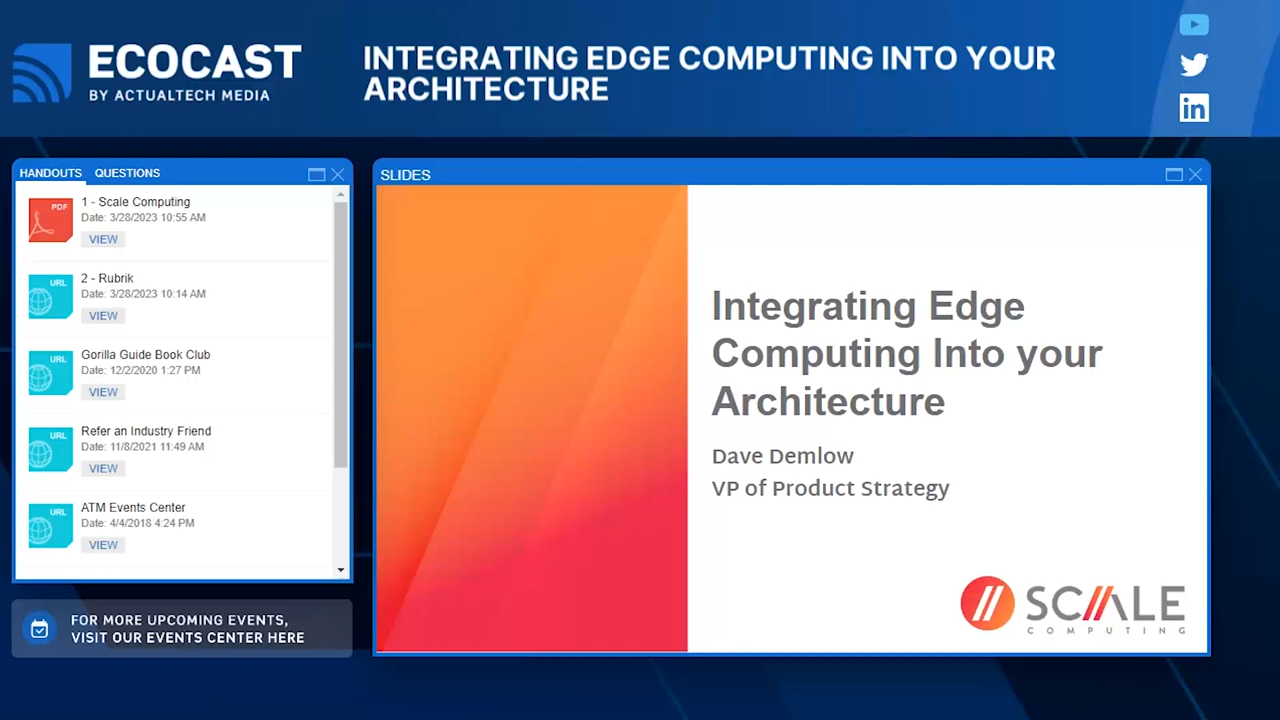 ECOCAST
BY ACTUALTECH MEDIA
INTEGRATING EDGE COMPUTING INTO YOUR
ARCHITECTURE
in
HANDOUTS QUESTIONS
PDF
1 - Scale Computing
Date: 3/28/2023 10:55 AM
VIEW
URL
2 - Rubrik
Date: 3/28/2023 10:14 AM
VIEW
URL
Gorilla Guide Book Club
Date: 12/2/2020 1:27 PM
VIEW
URL
Refer an Industry Friend
Date: 11/8/2021 11:49 AM
VIEW
URL
ATM Events Center
Date: 4/4/2018 4:24 PM
VIEW
FOR MORE UPCOMING EVENTS,
VISIT OUR EVENTS CENTER HERE
SLIDES
Integrating Edge
Computing Into your
Architecture
Dave Demlow
VP of Product Strategy
SCALE
COMPUTING